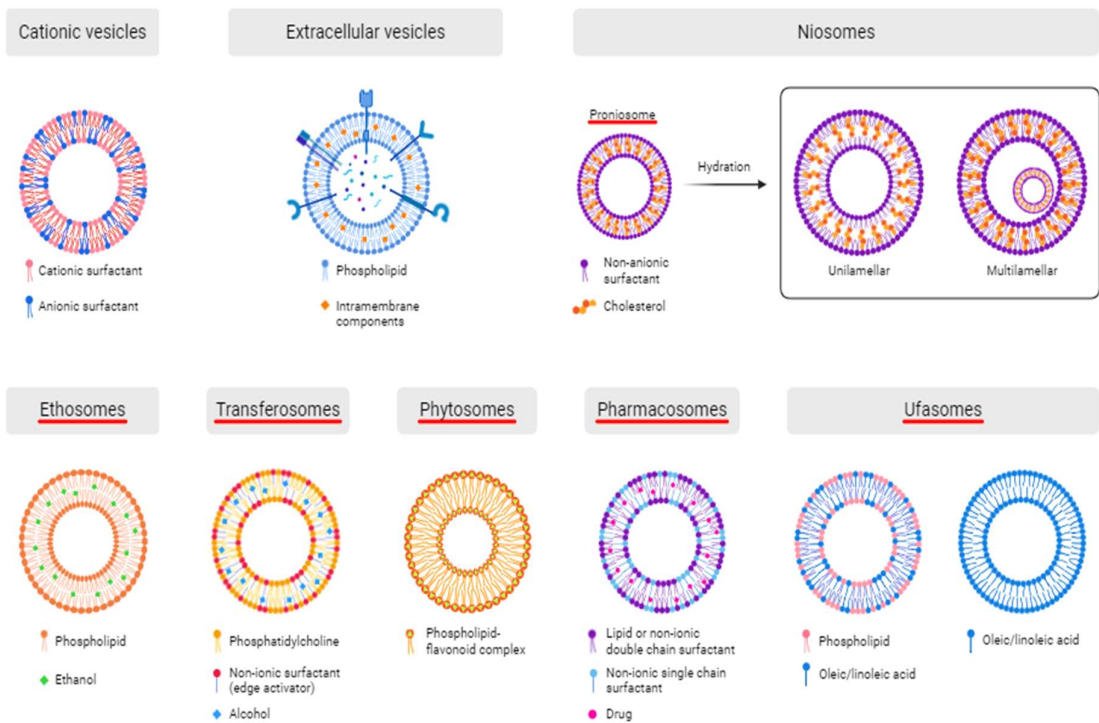 Cationic vesicles
Extracellular vesicles
Niosomes
Proniosome
Hydration
Cationic surfactant
Anionic surfactant
Phospholipid
Intramembrane
components
Non-anionic
surfactant
Cholesterol
Unilamellar
Multilamellar
Ethosomes
Transferosomes
Phytosomes
Pharmacosomes
Ufasomes
Phospholipid
Ethanol
Phosphatidylcholine
Non-ionic surfactant
(edge activator)
Alcohol
Phospholipid-
flavonoid complex
Lipid or non-ionic
double chain surfactant
Non-ionic single chain
surfactant
Drug
Phospholipid
Oleic/linoleic acid
Oleic/linoleic acid